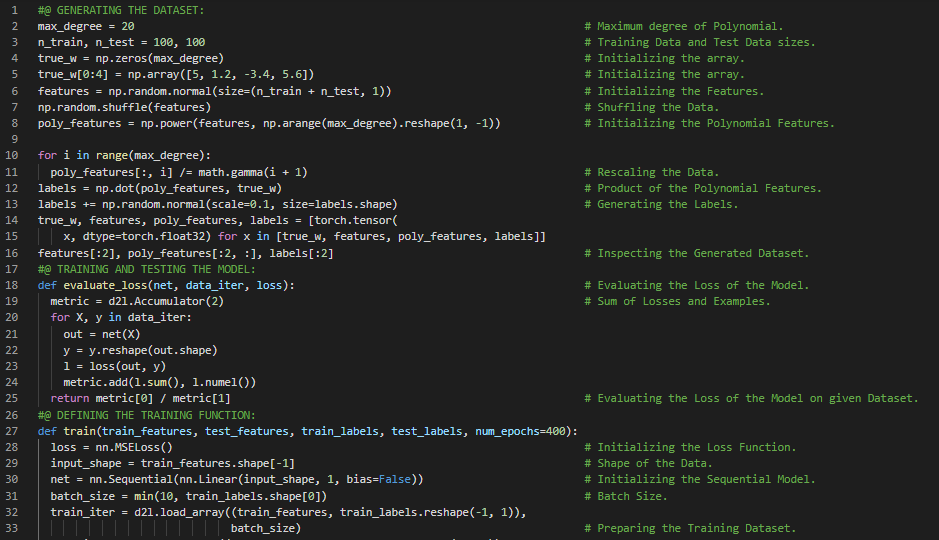 1 #@ GENERATING THE DATASET:
2 max_degree = 20 # Maximum degree of Polynomial.
3 n_train, n_test = 100, 100 # Training Data and Test Data sizes.
4 true_w = np.zeros(max_degree) # Initializing the array.
5 true_w[0:4] = np.array([5, 1.2, -3.4, 5.6]) # Initializing the array.
6 features = np.random.normal(size=(n_train + n_test, 1)) # Initializing the Features.
7 np.random.shuffle(features) # Shuffling the Data.
8 poly_features = np.power(features, np.arange(max_degree).reshape(1, -1)) # Initializing the Polynomial Features.
9
10 for i in range(max_degree):
11 poly_features[:, i] /= math.gamma(i + 1) # Rescaling the Data.
12 labels = np.dot(poly_features, true_w) # Product of the Polynomial Features.
13 labels += np.random.normal(scale=0.1, size=labels.shape) # Generating the Labels.
14 true_w, features, poly_features, labels = [torch.tensor(
15 x, dtype=torch.float32) for x in [true_w, features, poly_features, labels]]
16 features[:2], poly_features[:2, :], labels[:2] # Inspecting the Generated Dataset.
17 #@ TRAINING AND TESTING THE MODEL:
18 def evaluate_loss(net, data_iter, loss): # Evaluating the Loss of the Model.
19 metric = d2l.Accumulator(2) # Sum of Losses and Examples.
20 for X, y in data_iter:
21 out = net(X)
22 y = y.reshape(out.shape)
23 l = loss(out, y)
24 metric.add(l.sum(), l.numel())
25 return metric[0] / metric[1] # Evaluating the Loss of the Model on given Dataset.
26 #@ DEFINING THE TRAINING FUNCTION:
27 def train(train_features, test_features, train_labels, test_labels, num_epochs=400):
28 loss = nn.MSELoss() # Initializing the Loss Function.
29 input_shape = train_features.shape[-1] # Shape of the Data.
30 net = nn.Sequential(nn.Linear(input_shape, 1, bias=False)) # Initializing the Sequential Model.
31 batch_size = min(10, train_labels.shape[0]) # Batch Size.
32 train_iter = d2l.load_array((train_features, train_labels.reshape(-1, 1)),
33 batch_size) # Preparing the Training Dataset.